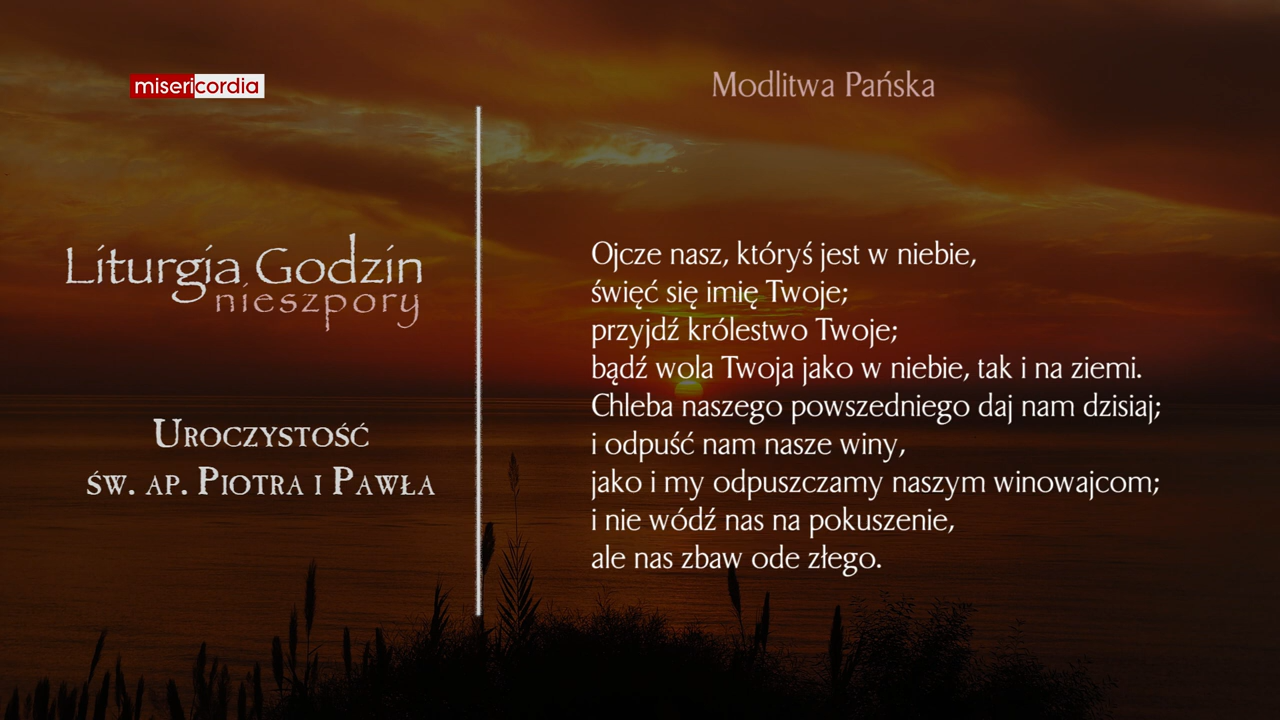 misericordia
Liturgia Godzin
nieszpory
Uroczystość
św. ap. Piotra i Pawła
Modlitwa Pańska
Ojcze nasz, któryś jest w niebie,
święć się imię Twoje;
przyjdź królestwo Twoje;
bądź wola Twoja jako w niebie, tak i na ziemi.
Chleba naszego powszedniego daj nam dzisiaj;
i odpuść nam nasze winy,
jako i my odpuszczamy naszym winowajcom;
i nie wódź nas na pokuszenie,
ale nas zbaw ode złego.